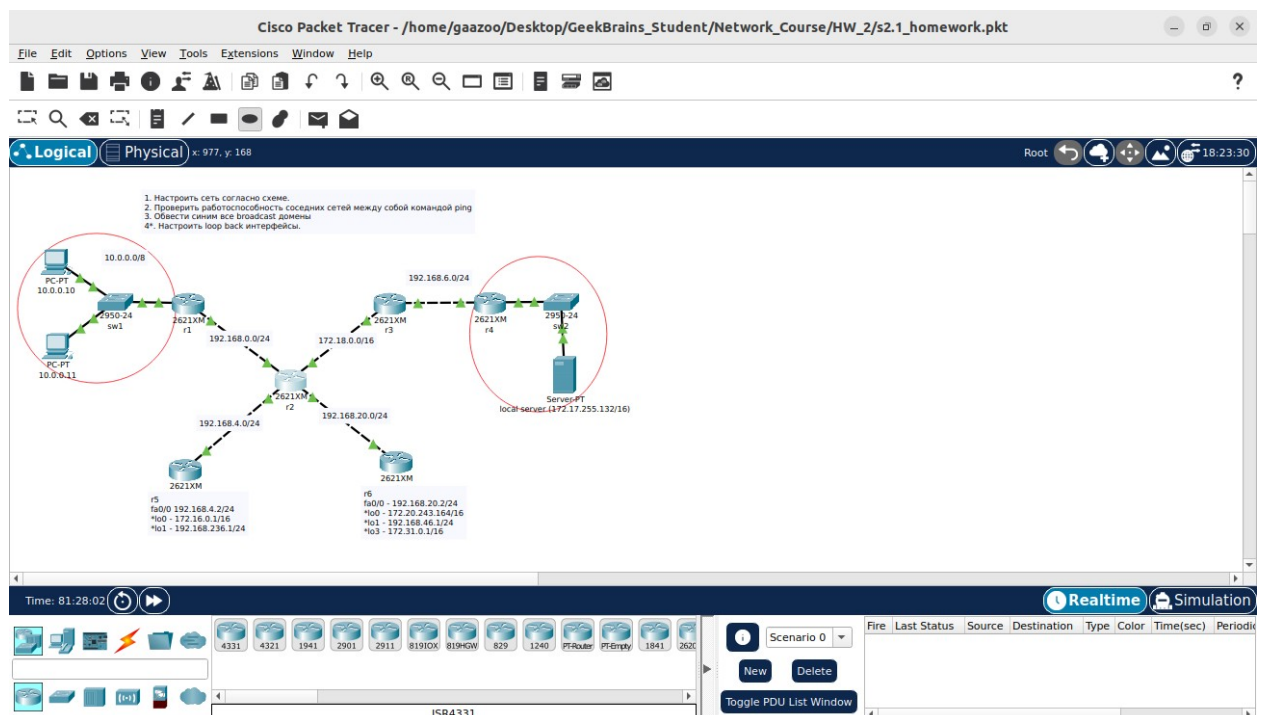 Cisco Packet Tracer - /home/gaazoo/Desktop/GeekBrains_Student/Network_Course/HW_2/s2.1_homework.pkt
File Edit Options View Tools Extensions Window Help
?
Logical Physical x: 977, y: 168 Root 18:23:30
1. Настроить сеть согласно схеме.
2. Проверить работоспособность соседних сетей между собой командой ping
3. Обвести синим все broadcast домены
4*. Настроить loop back интерфейсы.
10.0.0.0/8
PC-PT
10.0.0.10
2950-24
sw1
2621XM
r1
PC-PT
10.0.0.11
192.168.0.0/24
172.18.0.0/16
192.168.6.0/24
2621XM
r3
2621XM
r4
2950-24
sw2
Server-PT
local server (172.17.255.132/16)
2621XM
r2
192.168.4.0/24
192.168.20.0/24
2621XM
r5
fa0/0 192.168.4.2/24
*lo0 - 172.16.0.1/16
*lo1 - 192.168.236.1/24
2621XM
r6
fa0/0 - 192.168.20.2/24
*lo0 - 172.20.243.164/16
*lo1 - 192.168.46.1/24
*lo3 - 172.31.0.1/16
Time: 81:28:02 Realtime Simulation
4331 4321 1941 2901 2911 819IOX 819HGW 829 1240 PT-Router PT-Empty 1841 262
ISR4331
Scenario 0
New Delete
Toggle PDU List Window
Fire Last Status Source Destination Type Color Time(sec) Periodic